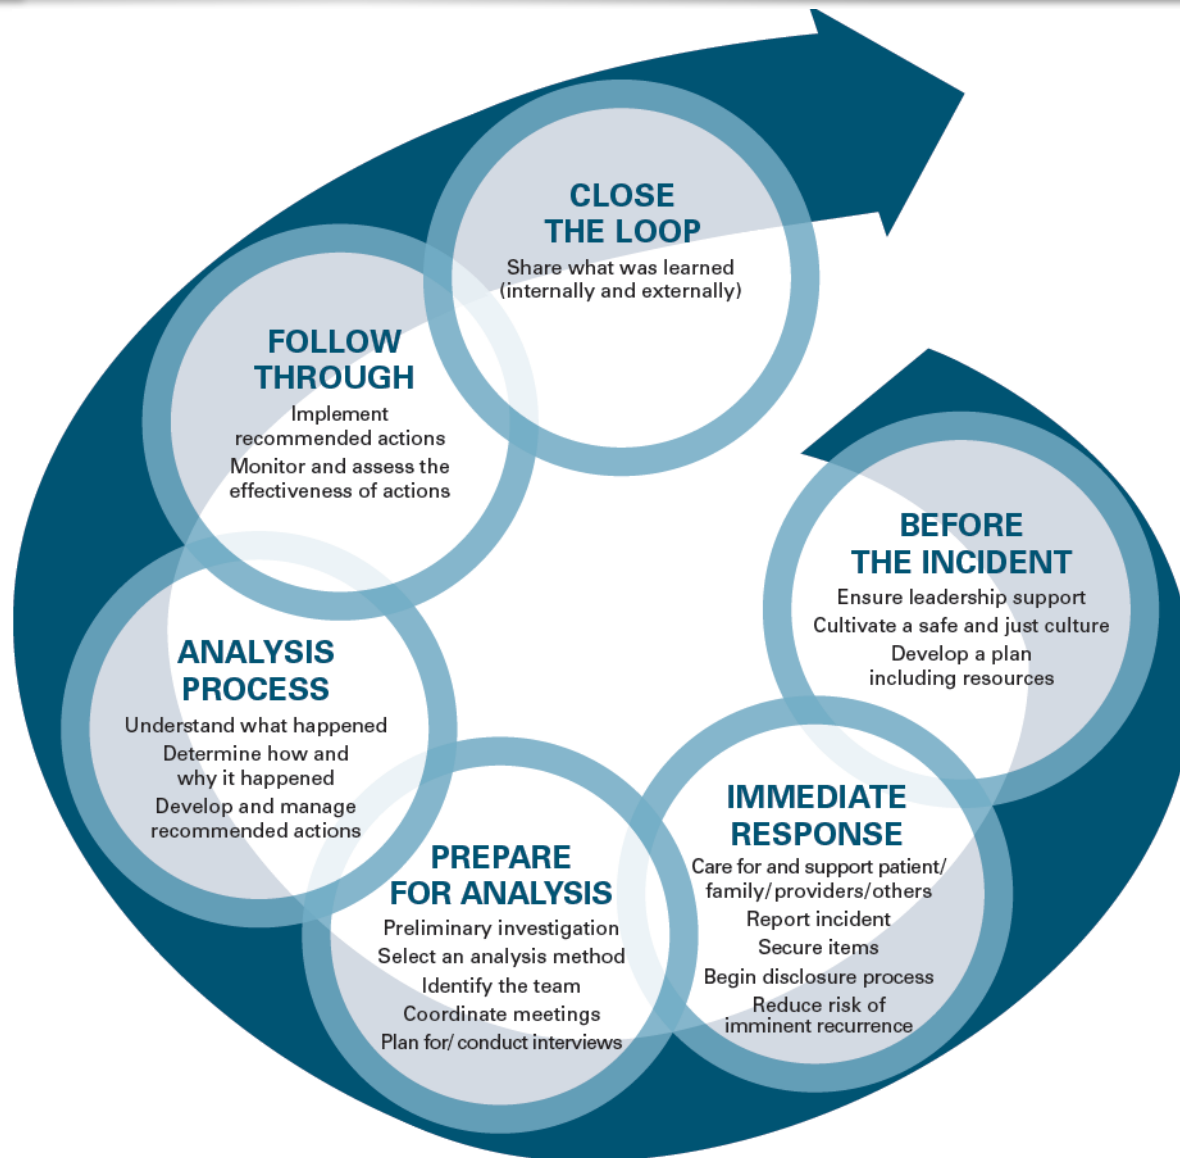 CLOSE
THE LOOP
Share what was learned
(internally and externally)
FOLLOW
THROUGH
Implement
recommended actions
Monitor and assess the
effectiveness of actions
BEFORE
THE INCIDENT
Ensure leadership support
Cultivate a safe and just culture
Develop a plan
including resources
ANALYSIS
PROCESS
Understand what happened
Determine how and
why it happened
Develop and manage
recommended actions
IMMEDIATE
RESPONSE
Care for and support patient/
family/providers/others
Report incident
Secure items
Begin disclosure process
Reduce risk of
imminent recurrence
PREPARE
FOR ANALYSIS
Preliminary investigation
Select an analysis method
Identify the team
Coordinate meetings
Plan for/ conduct interviews